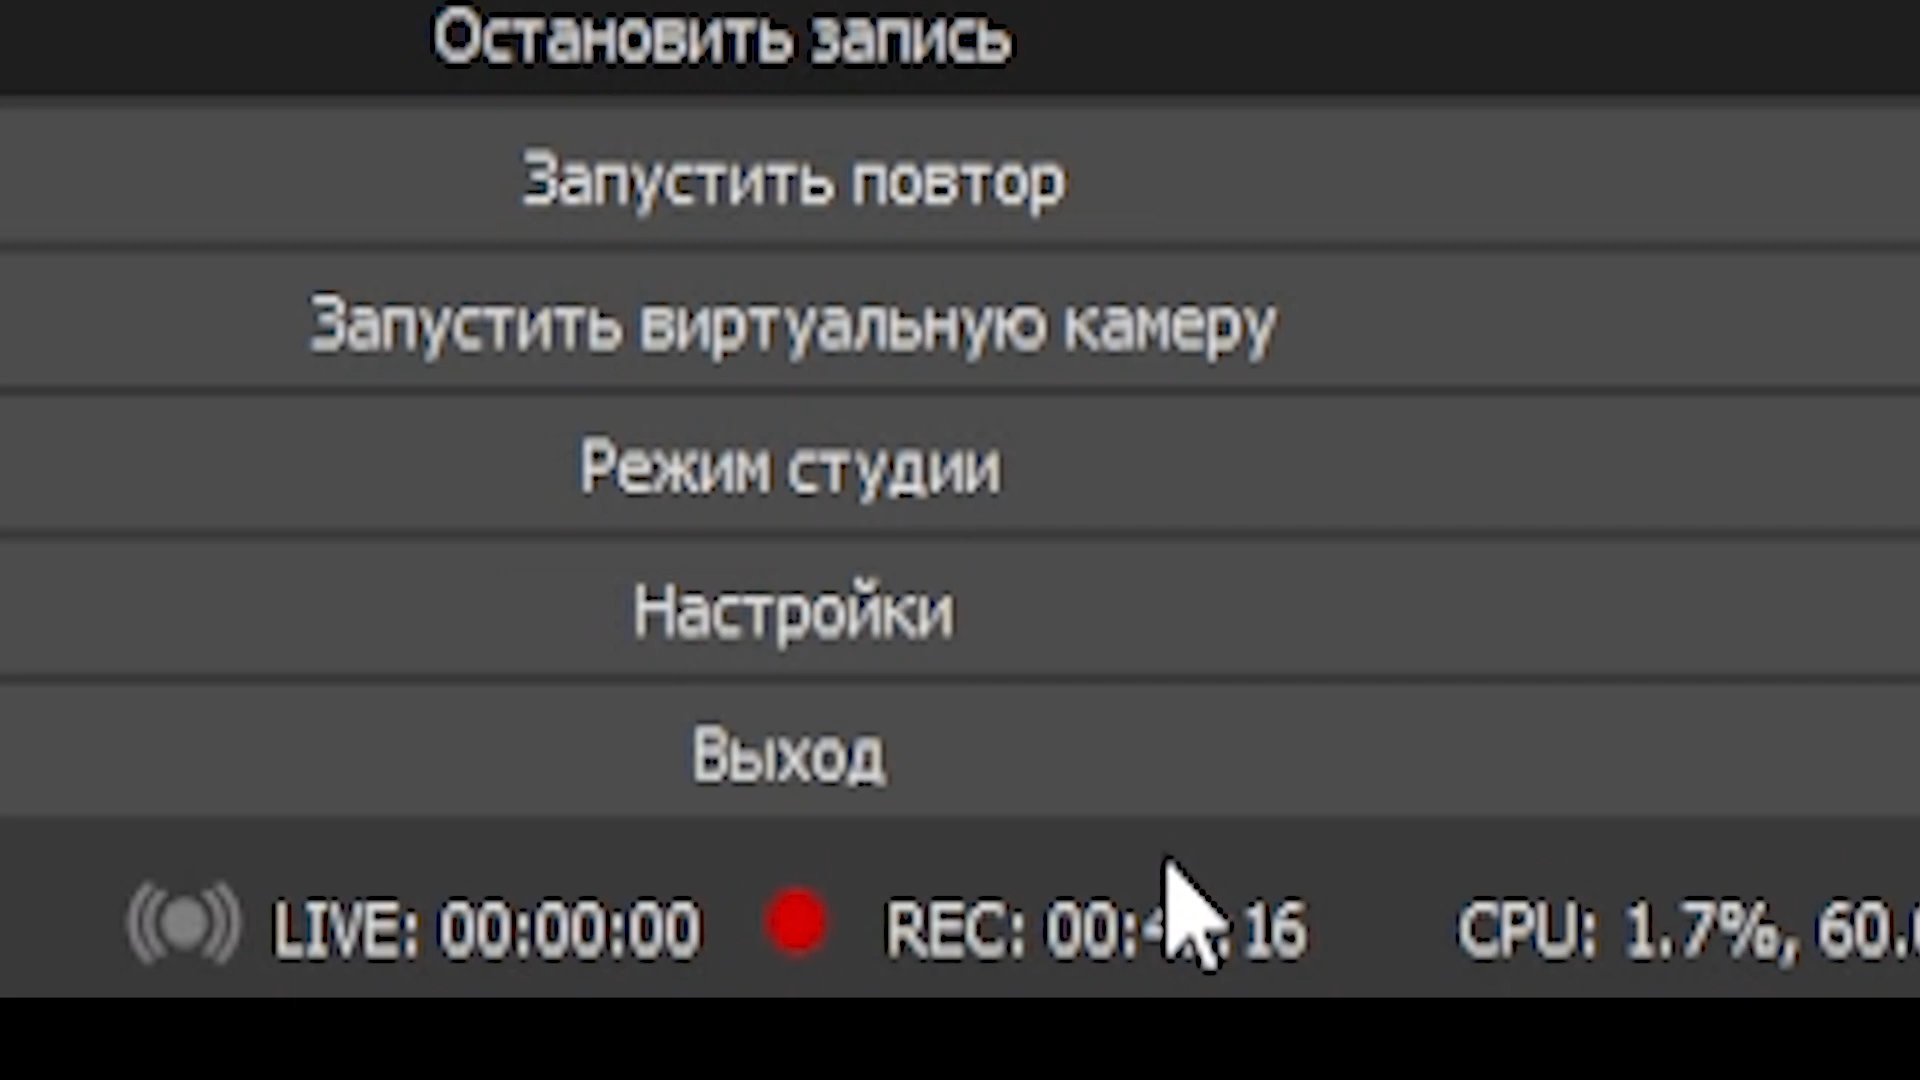 Остановить запись
Запустить повтор
Запустить виртуальную камеру
Режим студии
Настройки
Выход
LIVE: 00:00:00 REC: CPU: 1.7%,